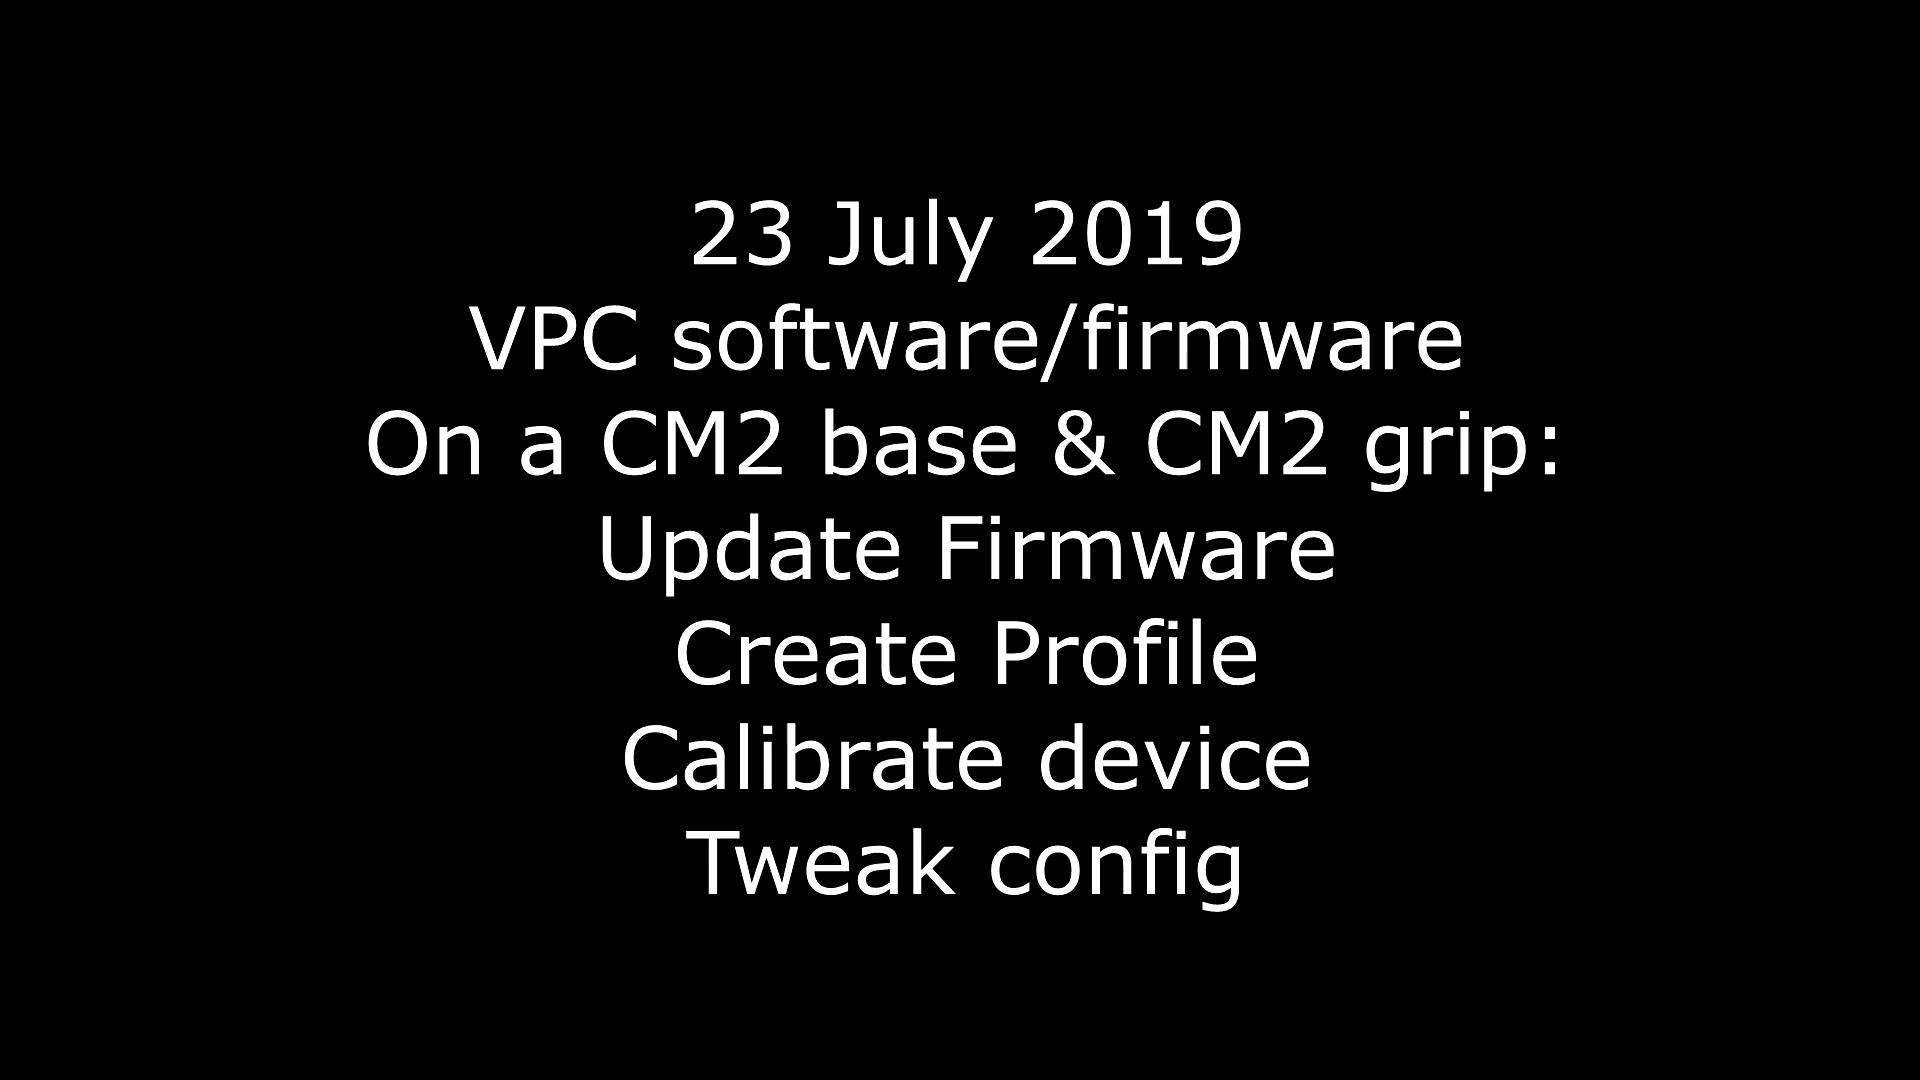 23 July 2019
VPC software/firmware
On a CM2 base & CM2 grip:
Update Firmware
Create Profile
Calibrate device
Tweak config